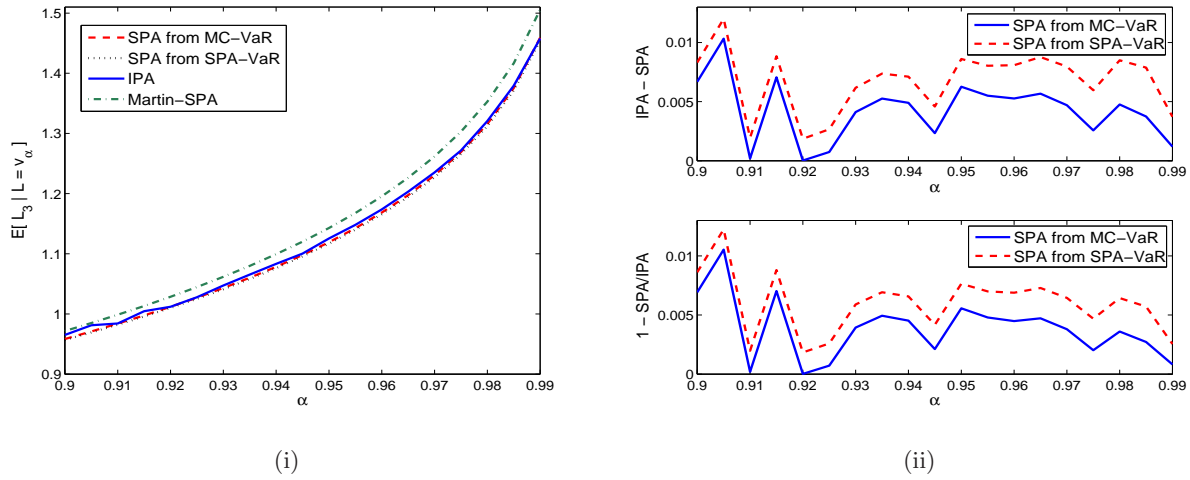 1.5
1.4
1.3
1.2
1.1
1
0.9
E[ L₃ | L = v_α ]
SPA from MC−VaR
SPA from SPA−VaR
IPA
Martin−SPA
0.9 0.91 0.92 0.93 0.94 0.95 0.96 0.97 0.98 0.99
α
(i)
0.01
0.005
0
IPA − SPA
SPA from MC−VaR
SPA from SPA−VaR
0.9 0.91 0.92 0.93 0.94 0.95 0.96 0.97 0.98 0.99
α
0.01
0.005
0
1 − SPA/IPA
SPA from MC−VaR
SPA from SPA−VaR
0.9 0.91 0.92 0.93 0.94 0.95 0.96 0.97 0.98 0.99
α
(ii)